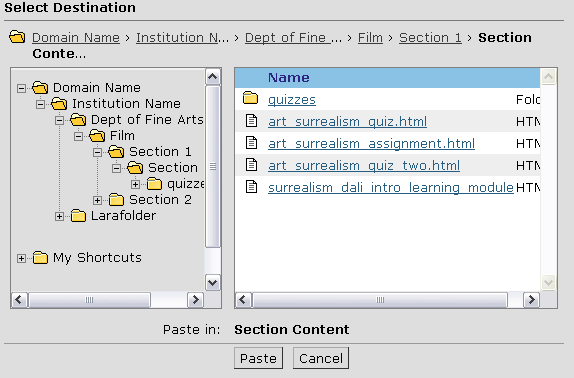 Select Destination
Domain Name › Institution N... › Dept of Fine ... › Film › Section 1 › Section
Conte...
Domain Name
Institution Name
Dept of Fine Arts
Film
Section 1
Section
quizze
Section 2
Larafolder
My Shortcuts
Name
quizzes Fold
art_surrealism_quiz.html HTM
art_surrealism_assignment.html HTM
art_surrealism_quiz_two.html HTM
surrealism_dali_intro_learning_module HTM
Paste in: Section Content
Paste Cancel